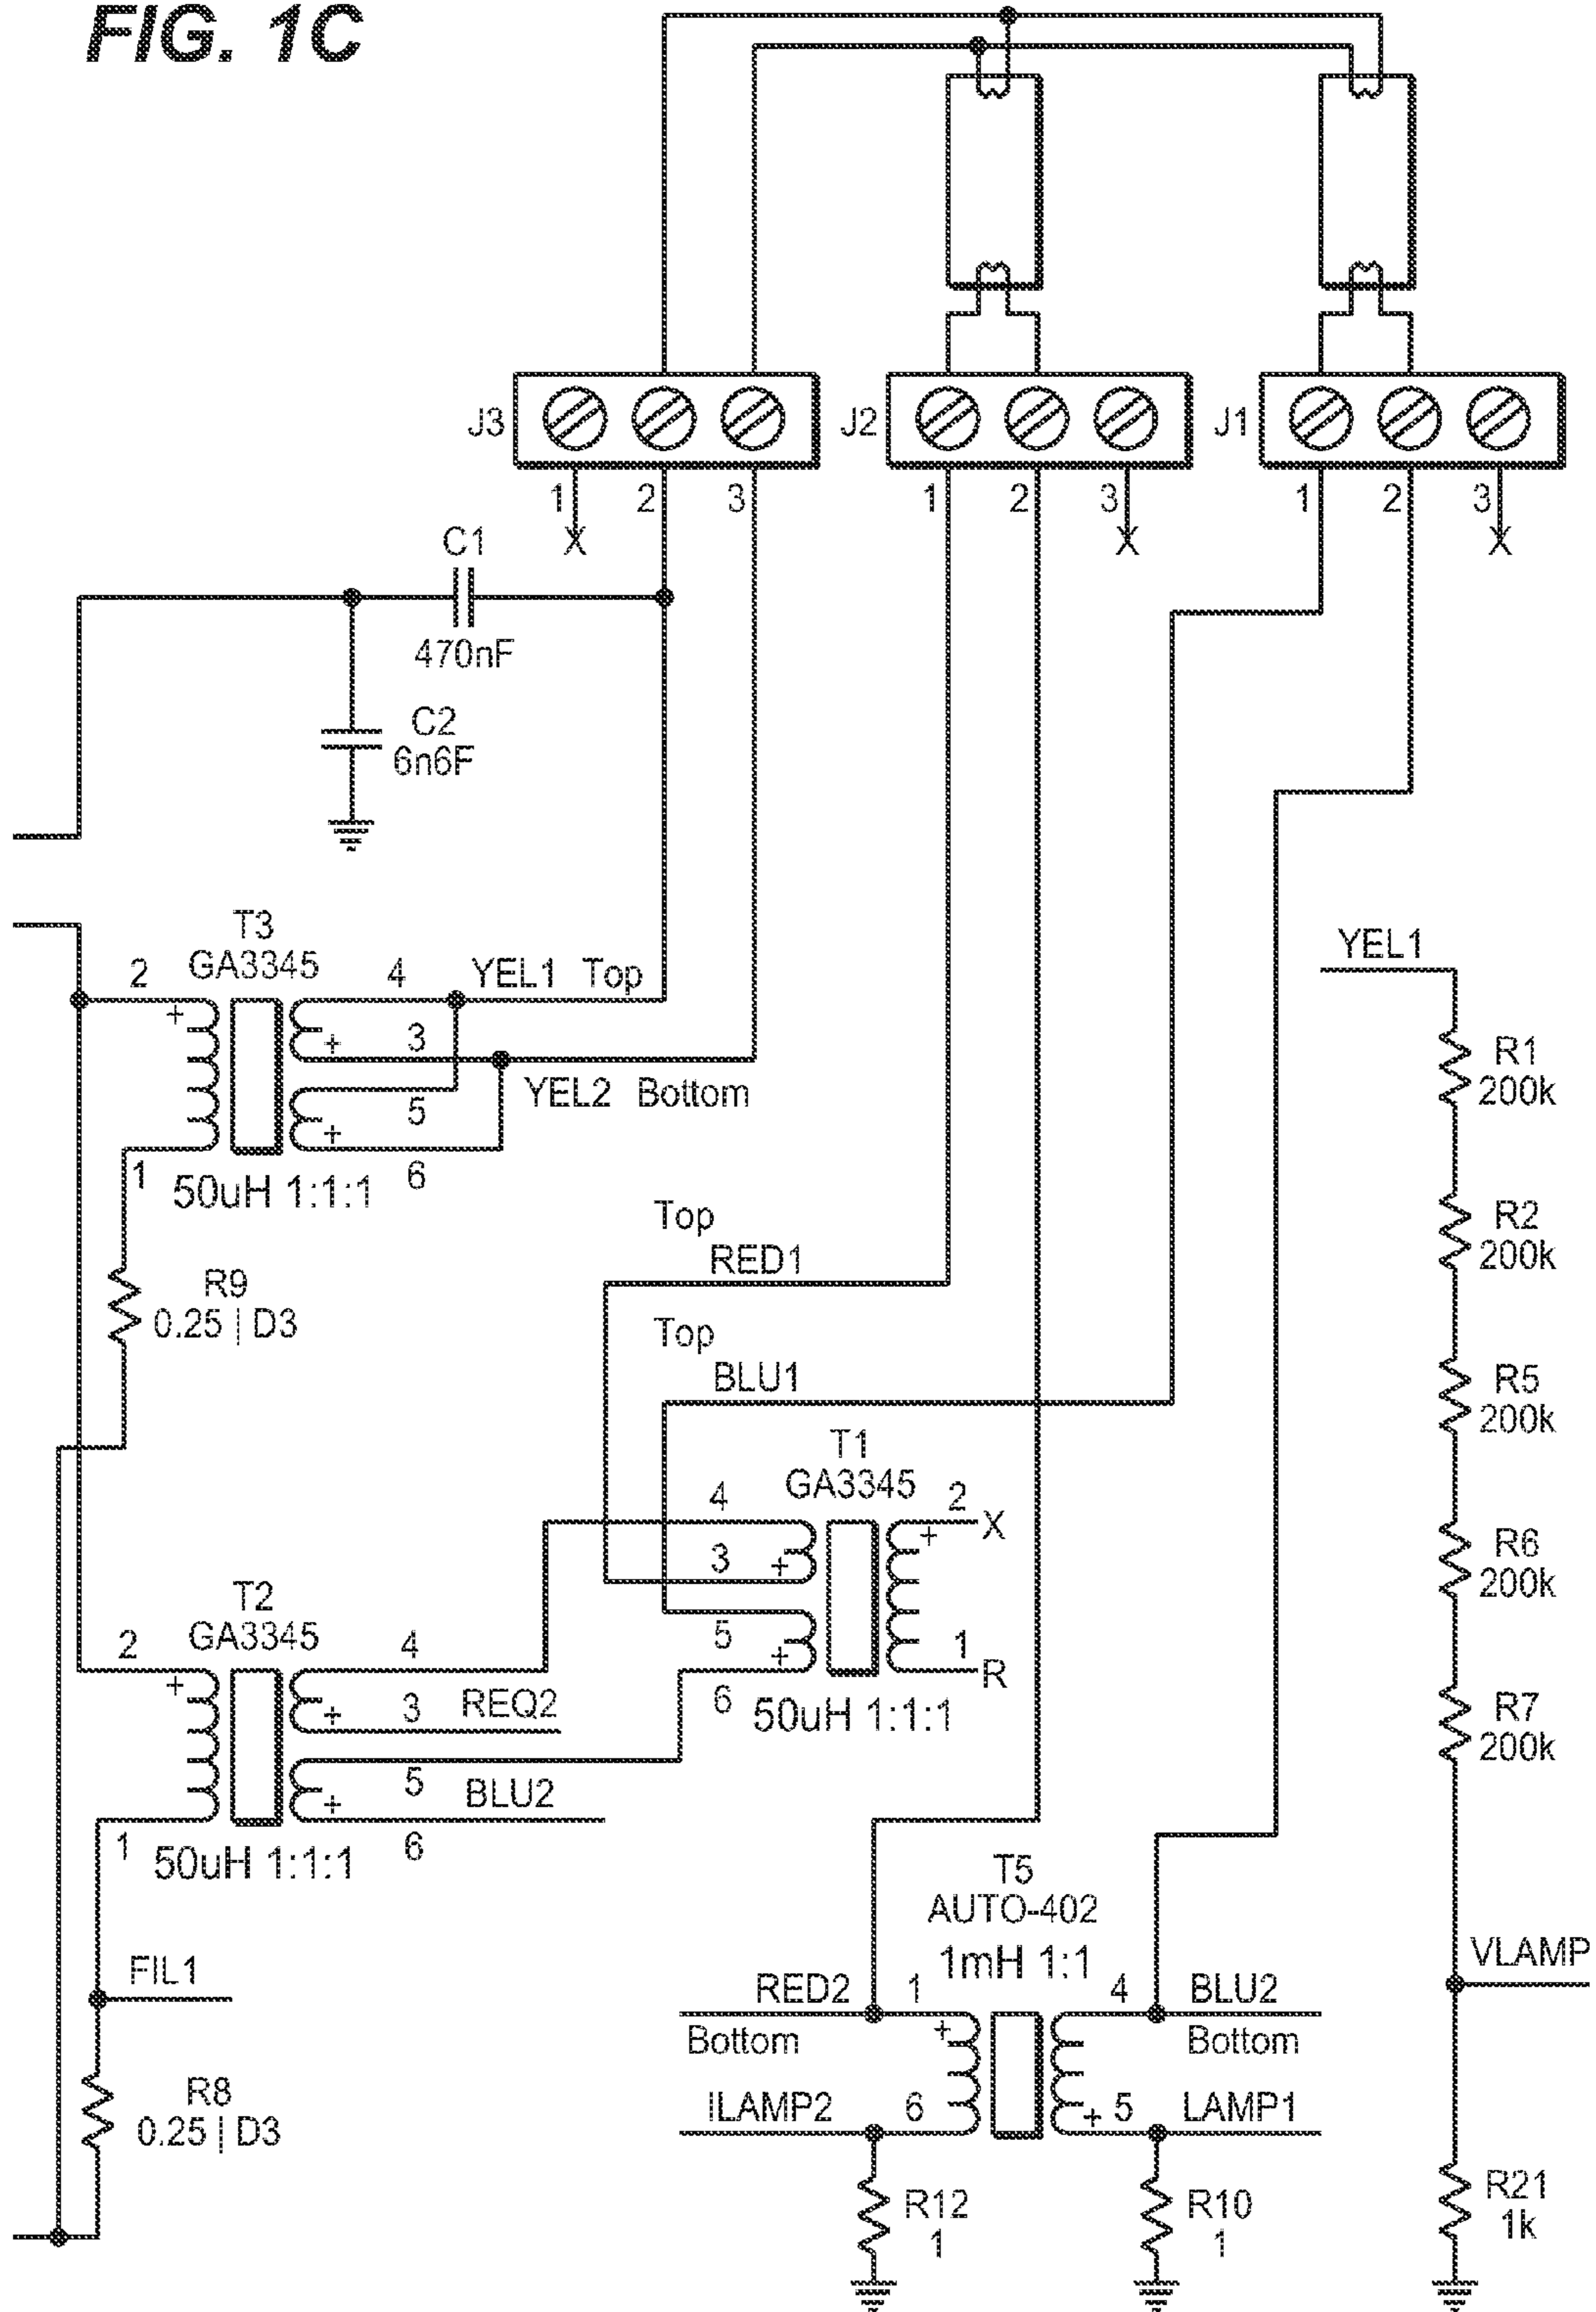 FIG. 1C
J3
J2
J1
1
2
3
1
2
3
1
2
3
X
X
X
C1
470nF
C2
6n6F
T3
GA3345
2
+
4
YEL1 Top
3
+
YEL2 Bottom
5
+
1
6
50uH 1:1:1
YEL1
R1
200k
R2
200k
R5
200k
R6
200k
R7
200k
R9
0.25 | D3
Top
RED1
Top
BLU1
T1
GA3345
4
2
+
X
3
+
5
+
1
R
6
50uH 1:1:1
T2
GA3345
2
+
4
3
+
REQ2
5
+
BLU2
1
6
50uH 1:1:1
FIL1
R8
0.25 | D3
T5
AUTO-402
1mH 1:1
RED2
1
4
BLU2
Bottom
+
Bottom
ILAMP2
6
+
5
LAMP1
R12
1
R10
1
VLAMP
R21
1k